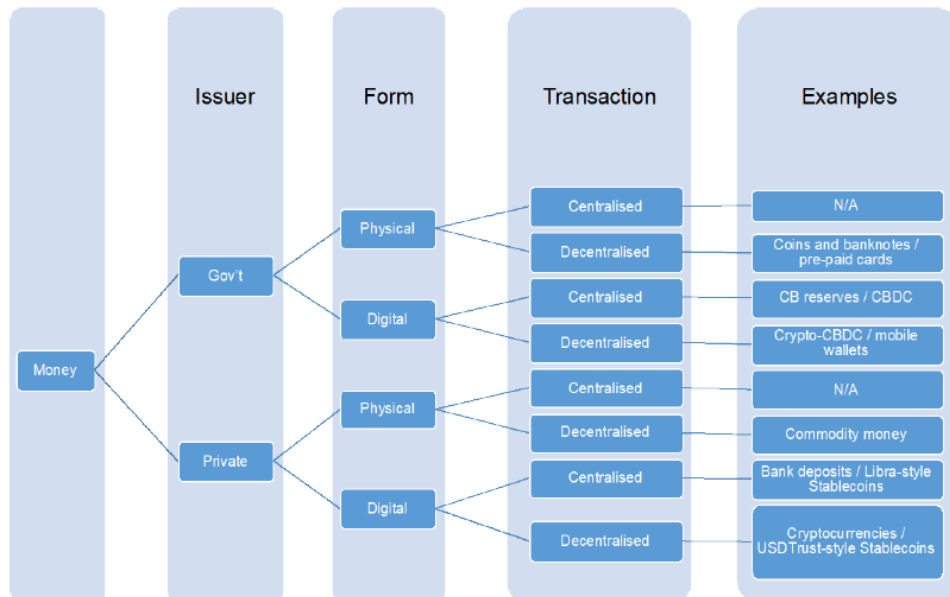 Issuer
Form
Transaction
Examples
Money
Gov't
Private
Physical
Digital
Physical
Digital
Centralised
Decentralised
Centralised
Decentralised
Centralised
Decentralised
Centralised
Decentralised
N/A
Coins and banknotes /
pre-paid cards
CB reserves / CBDC
Crypto-CBDC / mobile
wallets
N/A
Commodity money
Bank deposits / Libra-style
Stablecoins
Cryptocurrencies /
USDTrust-style Stablecoins